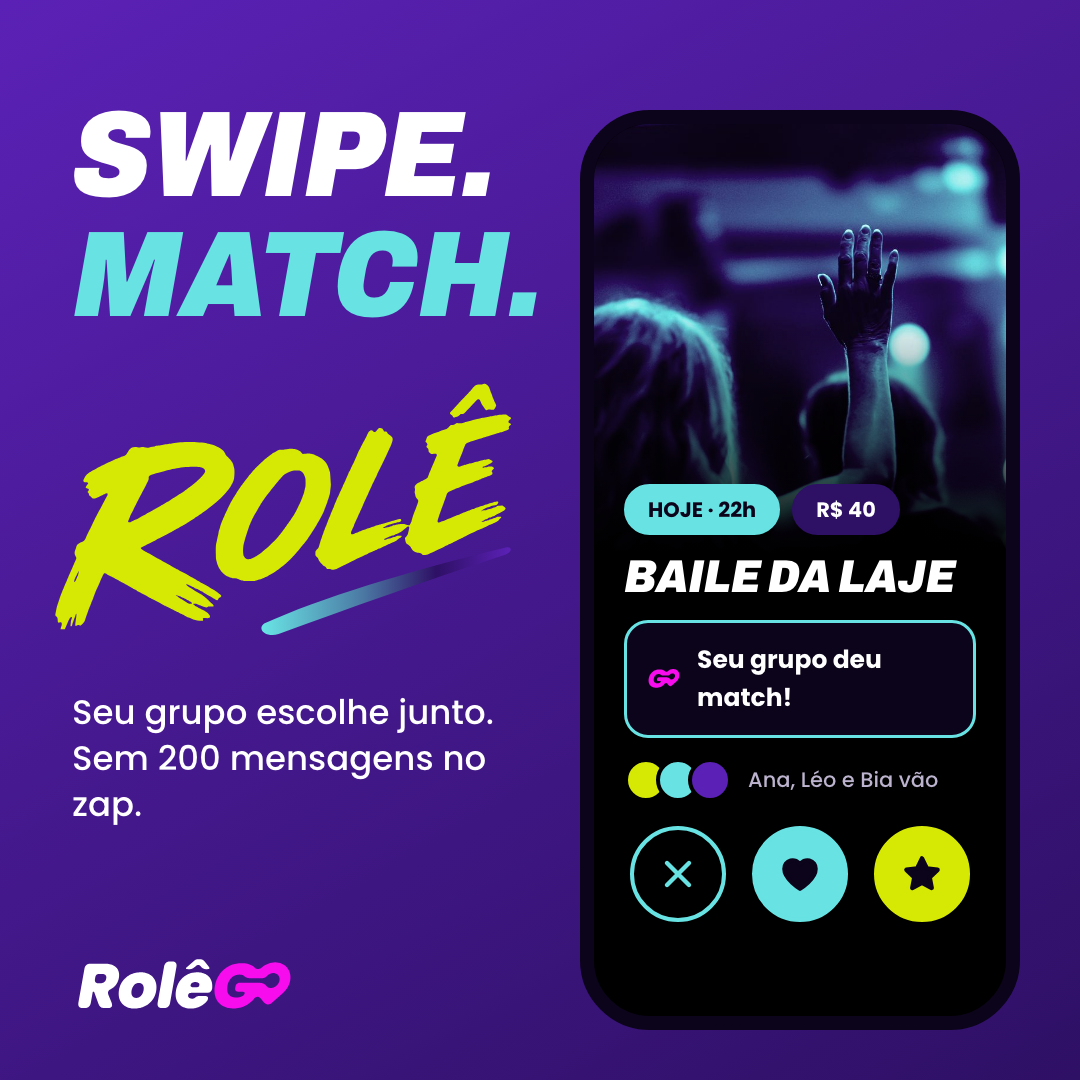 SWIPE.
MATCH.
ROLÊ
Seu grupo escolhe junto.
Sem 200 mensagens no
zap.
RolêGO
HOJE · 22h
R$ 40
BAILE DA LAJE
Seu grupo deu
match!
Ana, Léo e Bia vão